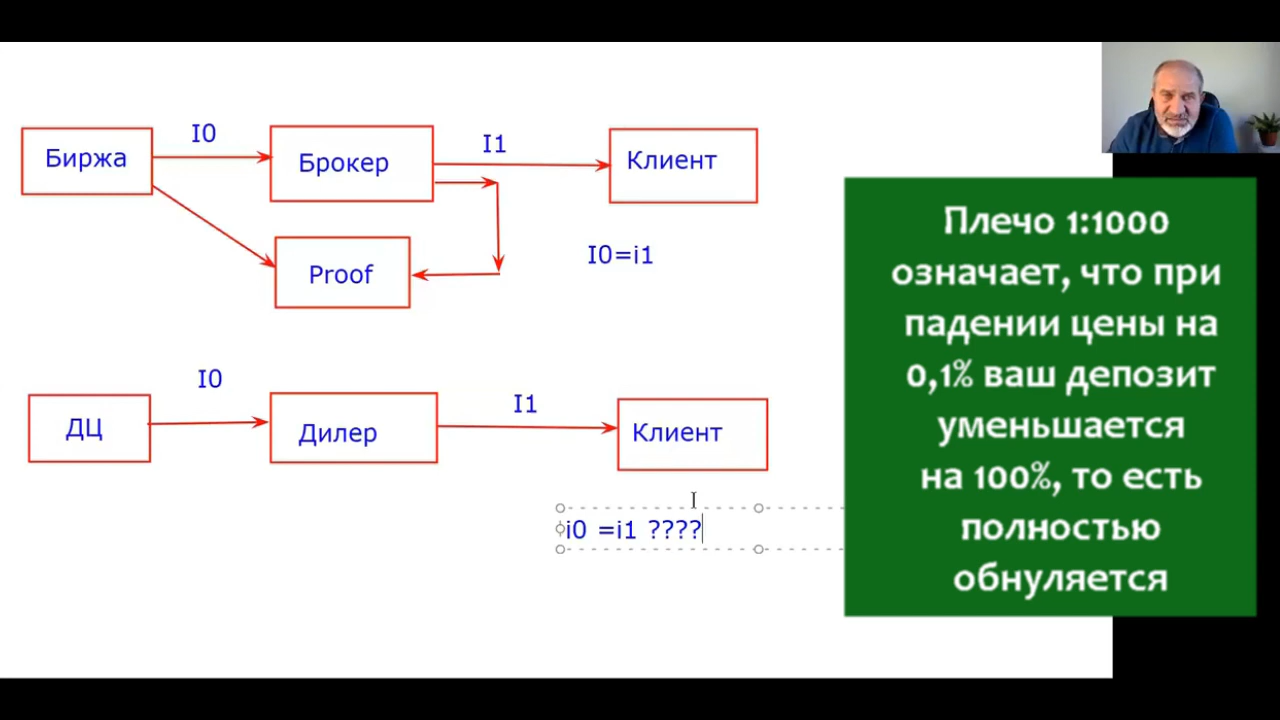 I0
I1
Биржа
Брокер
Клиент
I0=i1
Proof
I0
I1
ДЦ
Дилер
Клиент
i0 =i1 ????
Плечо 1:1000
означает, что при
падении цены на
0,1% ваш депозит
уменьшается
на 100%, то есть
полностью
обнуляется